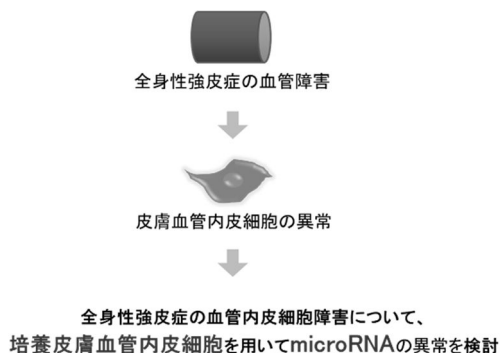 全身性強皮症の血管障害
皮膚血管内皮細胞の異常
全身性強皮症の血管内皮細胞障害について、
培養皮膚血管内皮細胞を用いてmicroRNAの異常を検討